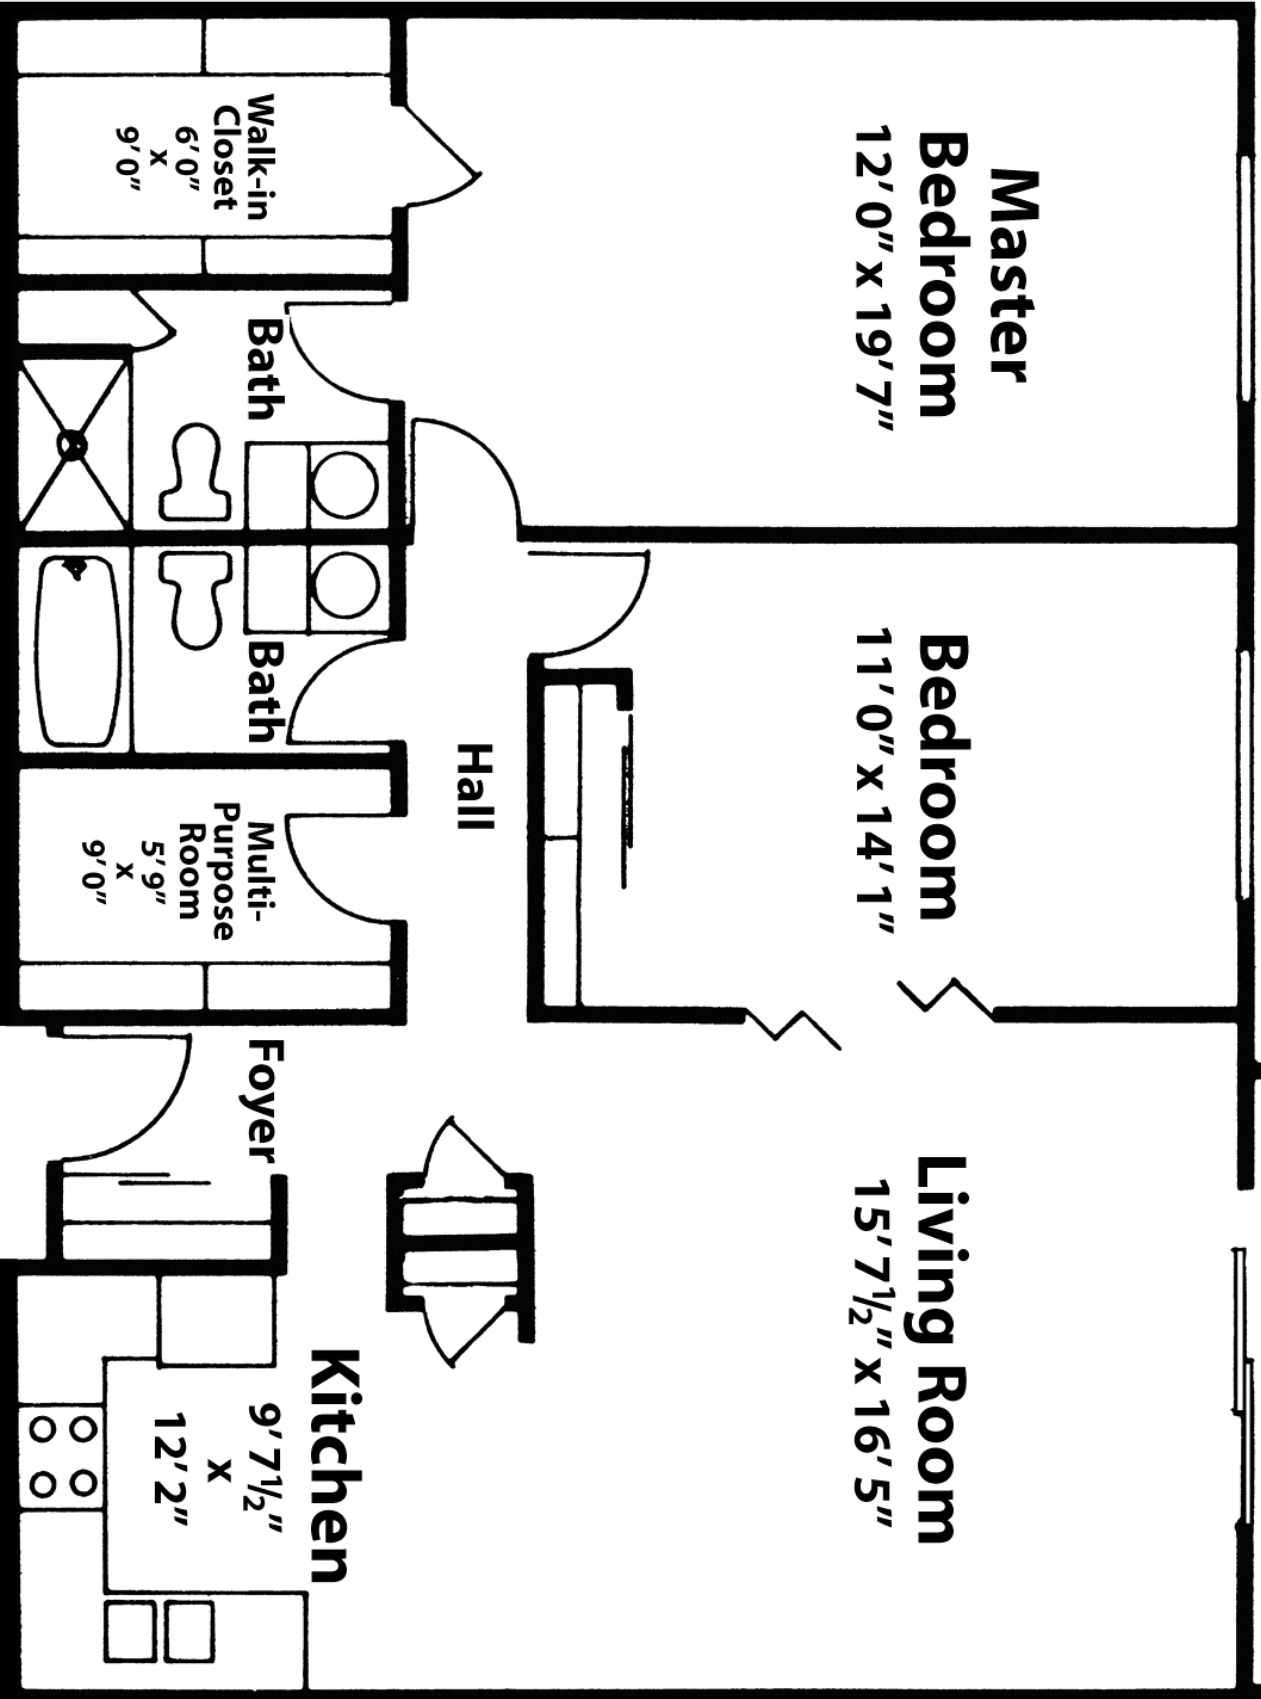 Master
Bedroom
12'0" x 19'7"
Walk-in
Closet
6'0"
x
9'0"
Bath
Bath
Bedroom
11'0" x 14'1"
Hall
Multi-
Purpose
Room
5'9"
x
9'0"
Foyer
Living Room
15'7½" x 16'5"
Kitchen
9'7½"
x
12'2"